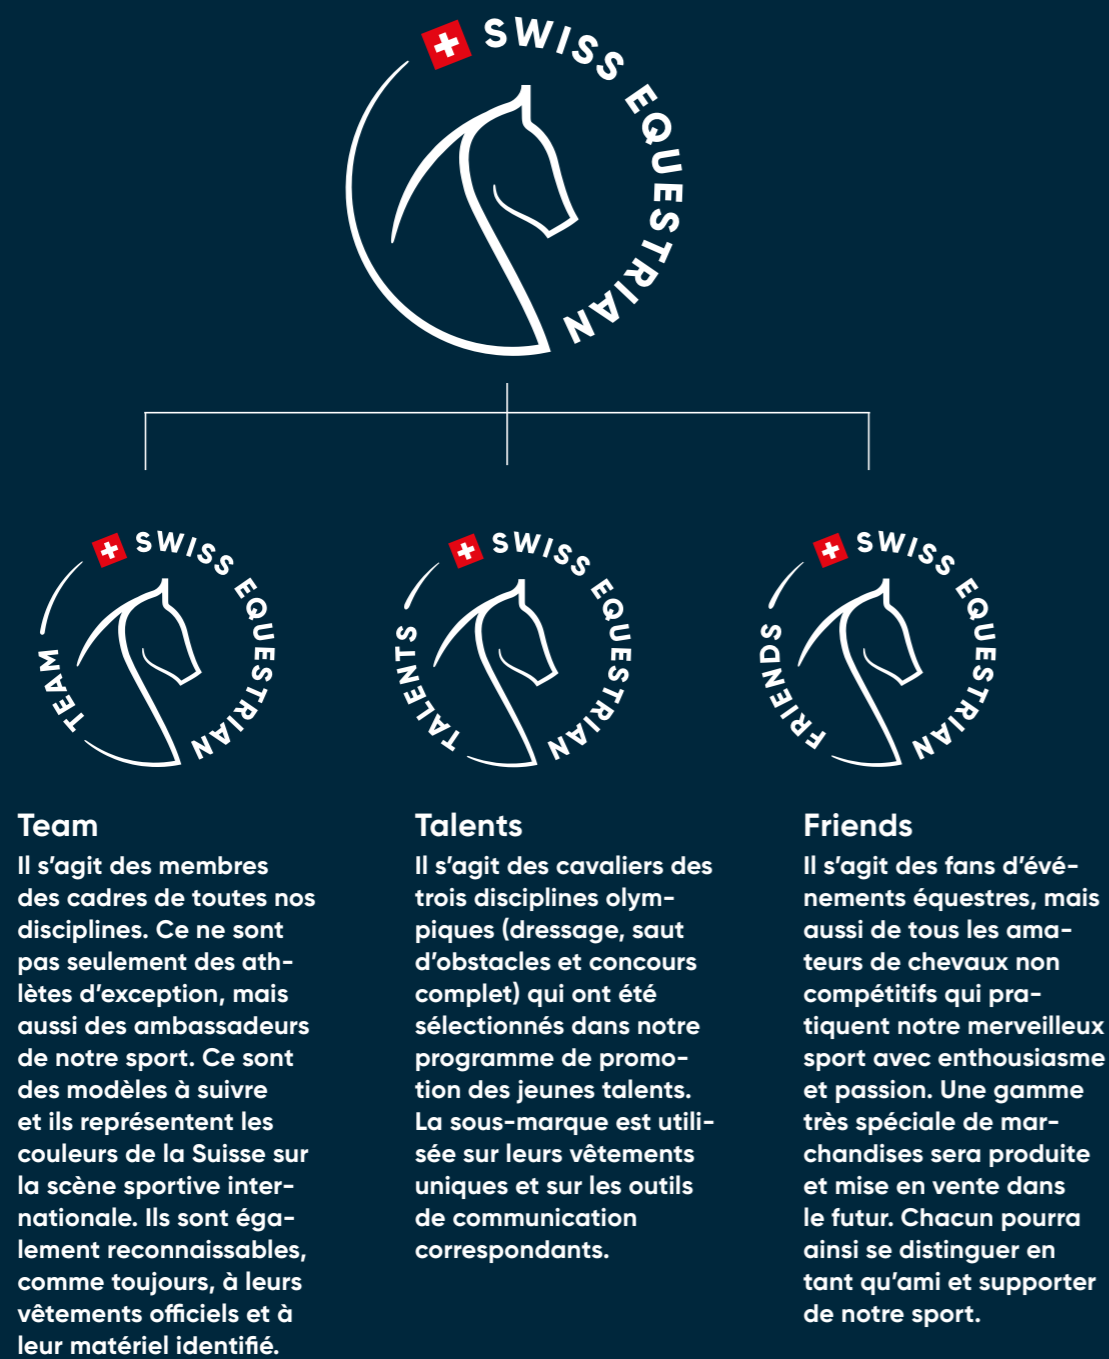 SWISS EQUESTRIAN
SWISS EQUESTRIAN TEAM
SWISS EQUESTRIAN TALENTS
SWISS EQUESTRIAN FRIENDS
Team
Il s’agit des membres
des cadres de toutes nos
disciplines. Ce ne sont
pas seulement des ath-
lètes d’exception, mais
aussi des ambassadeurs
de notre sport. Ce sont
des modèles à suivre
et ils représentent les
couleurs de la Suisse sur
la scène sportive inter-
nationale. Ils sont éga-
lement reconnaissables,
comme toujours, à leurs
vêtements officiels et à
leur matériel identifié.
Talents
Il s’agit des cavaliers des
trois disciplines olym-
piques (dressage, saut
d’obstacles et concours
complet) qui ont été
sélectionnés dans notre
programme de promo-
tion des jeunes talents.
La sous-marque est utili-
sée sur leurs vêtements
uniques et sur les outils
de communication
correspondants.
Friends
Il s’agit des fans d’évé-
nements équestres, mais
aussi de tous les ama-
teurs de chevaux non
compétitifs qui pra-
tiquent notre merveilleux
sport avec enthousiasme
et passion. Une gamme
très spéciale de mar-
chandises sera produite
et mise en vente dans
le futur. Chacun pourra
ainsi se distinguer en
tant qu’ami et supporter
de notre sport.